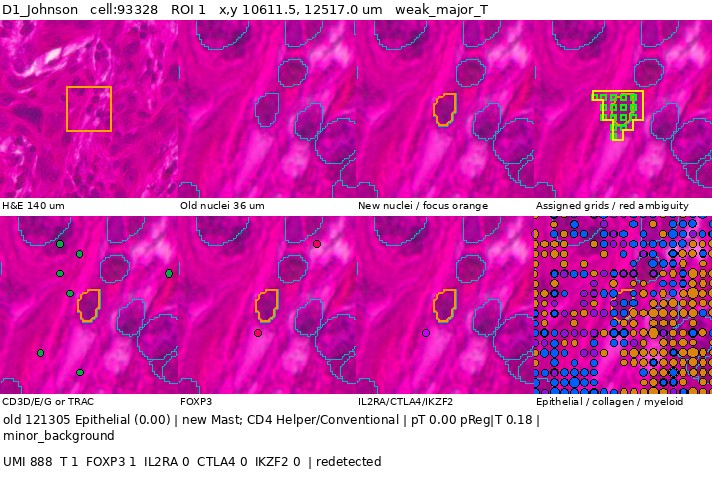 D1_Johnson cell:93328 ROI 1 x,y 10611.5, 12517.0 um weak_major_T
H&E 140 um
Old nuclei 36 um
New nuclei / focus orange
Assigned grids / red ambiguity
CD3D/E/G or TRAC
FOXP3
IL2RA/CTLA4/IKZF2
Epithelial / collagen / myeloid
old 121305 Epithelial (0.00) | new Mast; CD4 Helper/Conventional | pT 0.00 pReg|T 0.18 |
minor_background
UMI 888 T 1 FOXP3 1 IL2RA 0 CTLA4 0 IKZF2 0 | redetected